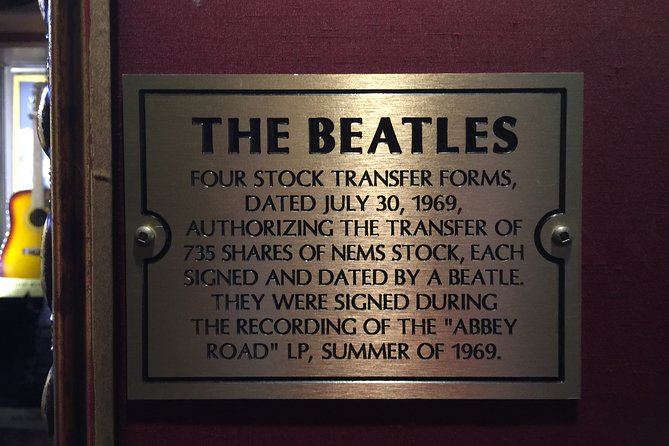 THE BEATLES
FOUR STOCK TRANSFER FORMS,
DATED JULY 30, 1969,
AUTHORIZING THE TRANSFER OF
735 SHARES OF NEMS STOCK, EACH
SIGNED AND DATED BY A BEATLE.
THEY WERE SIGNED DURING
THE RECORDING OF THE "ABBEY
ROAD" LP, SUMMER OF 1969.